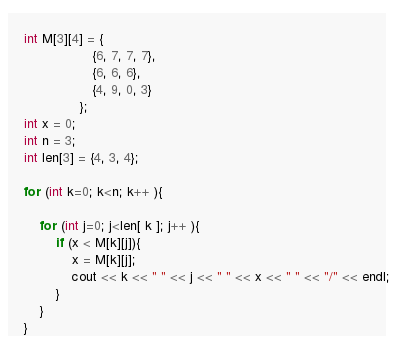 int M[3][4] = {
{6, 7, 7, 7},
{6, 6, 6},
{4, 9, 0, 3}
};
int x = 0;
int n = 3;
int len[3] = {4, 3, 4};
for (int k=0; k<n; k++ ){
for (int j=0; j<len[ k ]; j++ ){
if (x < M[k][j]){
x = M[k][j];
cout << k << " " << j << " " << x << " " << "/" << endl;
}
}
}